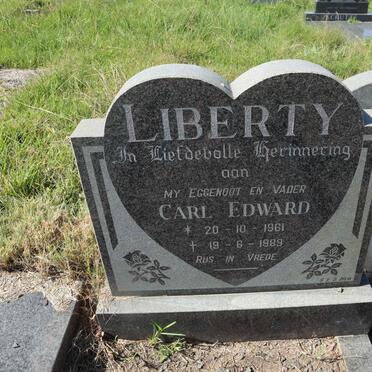 LIBERTY
In Liefdevolle Herinnering
aan
MY EGGENOOT EN VADER
CARL EDWARD
* 20 - 10 - 1961
† 19 - 6 - 1989
RUS IN VREDE